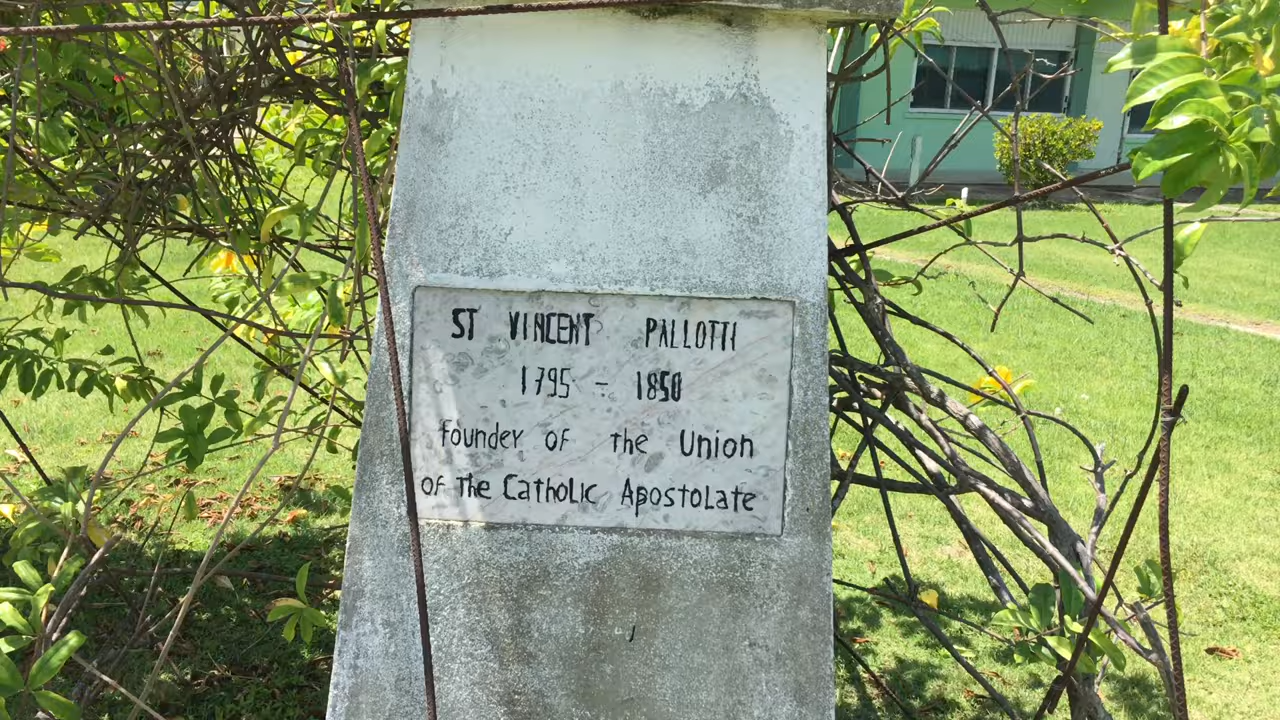 ST VINCENT PALLOTTI
1795 - 1850
founder of the Union
of the Catholic Apostolate